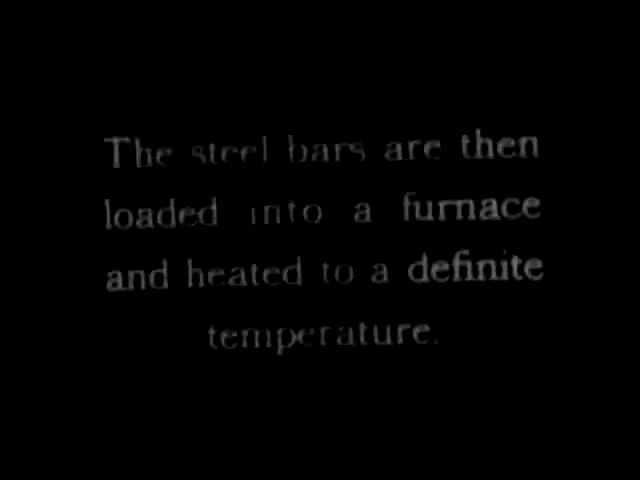 The steel bars are then
loaded into a furnace
and heated to a definite
temperature.